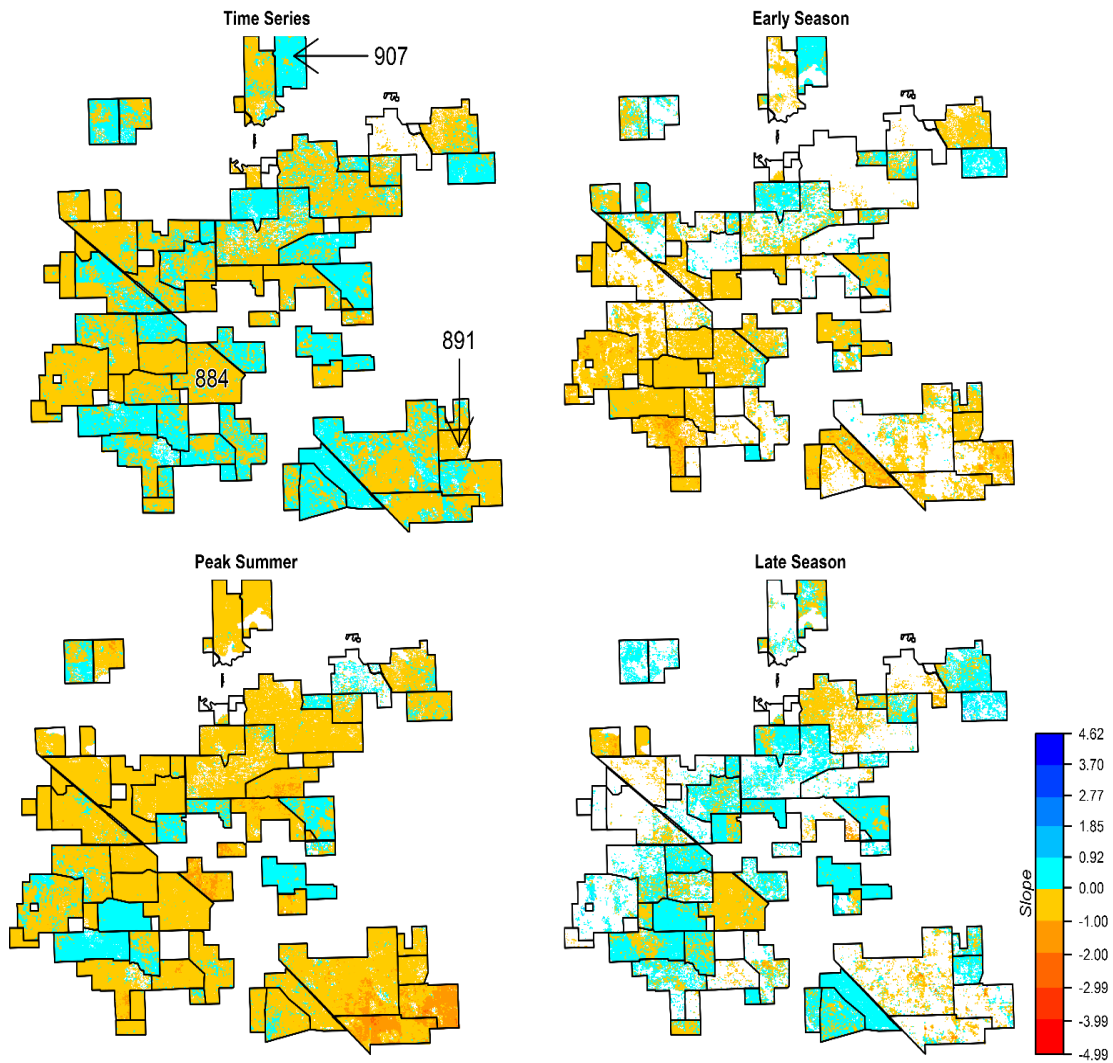 Time Series
Early Season
907
891
884
Peak Summer
Late Season
4.62
3.70
2.77
1.85
0.92
0.00
-1.00
-2.00
-2.99
-3.99
-4.99
Slope